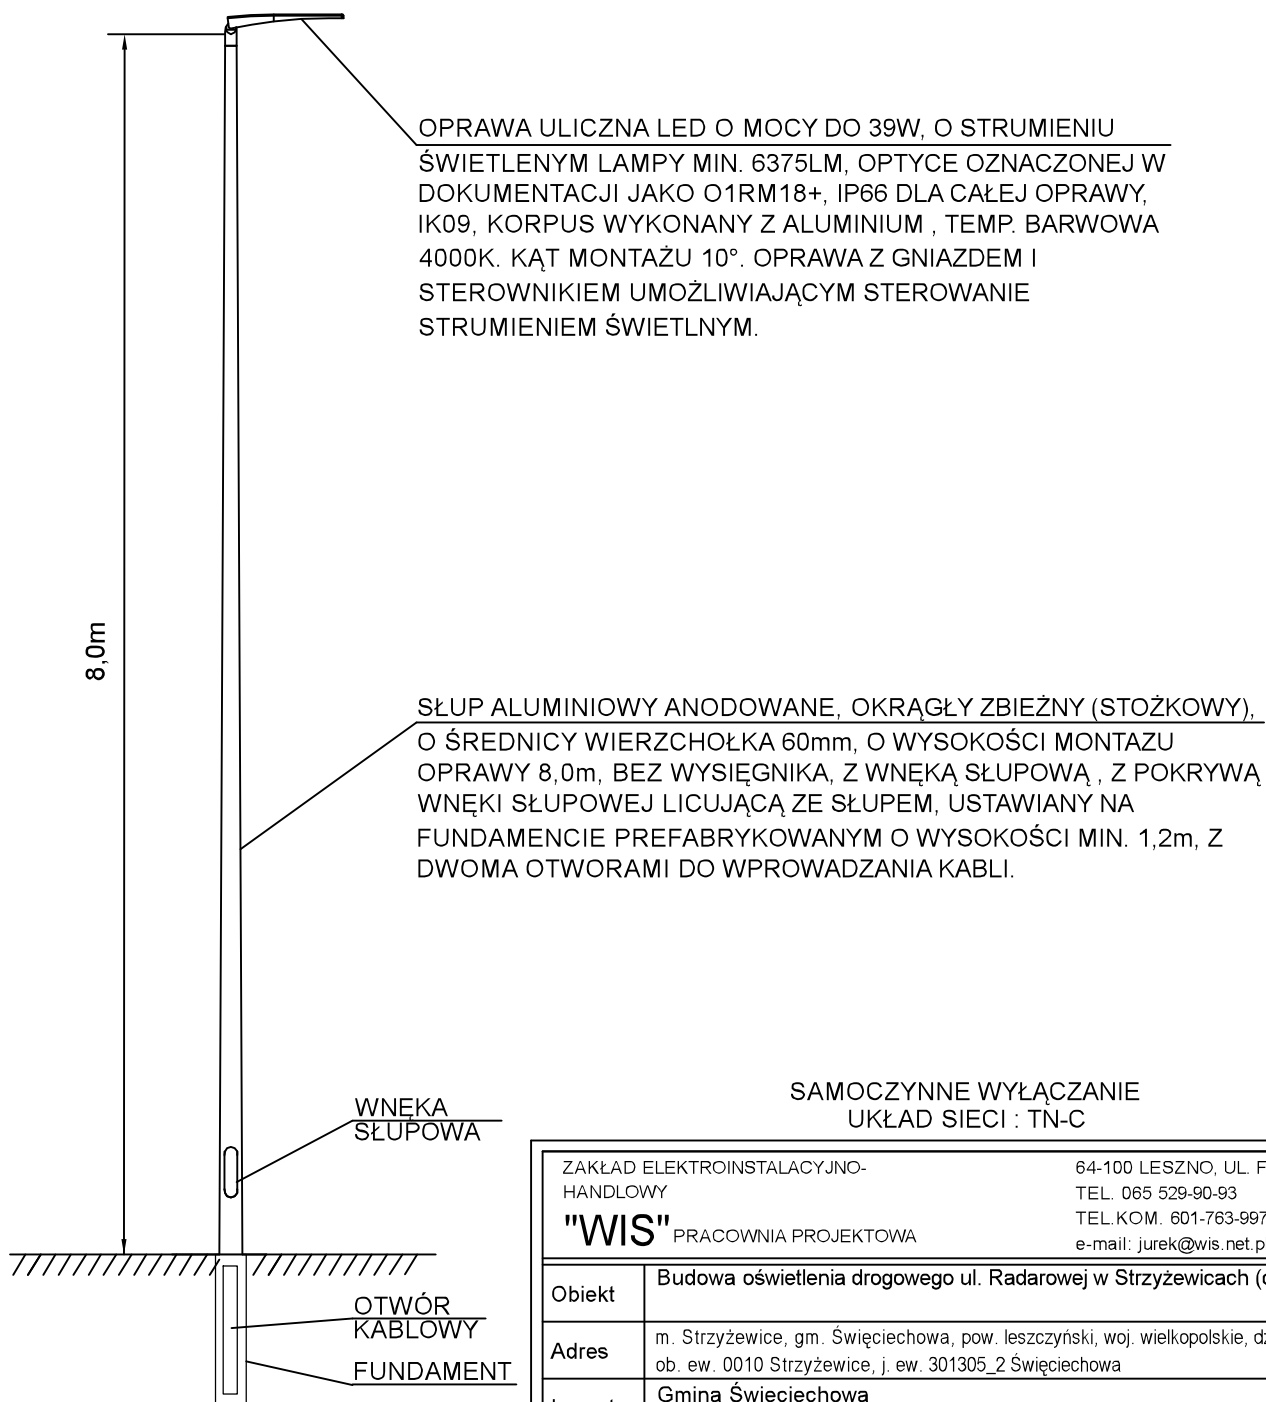 OPRAWA ULICZNA LED O MOCY DO 39W, O STRUMIENIU
ŚWIETLENYM LAMPY MIN. 6375LM, OPTYCE OZNACZONEJ W
DOKUMENTACJI JAKO O1RM18+, IP66 DLA CAŁEJ OPRAWY,
IK09, KORPUS WYKONANY Z ALUMINIUM , TEMP. BARWOWA
4000K. KĄT MONTAŻU 10°. OPRAWA Z GNIAZDEM I
STEROWNIKIEM UMOŻLIWIAJĄCYM STEROWANIE
STRUMIENIEM ŚWIETLNYM.
8,0m
SŁUP ALUMINIOWY ANODOWANE, OKRĄGŁY ZBIEŻNY (STOŻKOWY),
O ŚREDNICY WIERZCHOŁKA 60mm, O WYSOKOŚCI MONTAZU
OPRAWY 8,0m, BEZ WYSIĘGNIKA, Z WNĘKĄ SŁUPOWĄ , Z POKRYWĄ
WNĘKI SŁUPOWEJ LICUJĄCĄ ZE SŁUPEM, USTAWIANY NA
FUNDAMENCIE PREFABRYKOWANYM O WYSOKOŚCI MIN. 1,2m, Z
DWOMA OTWORAMI DO WPROWADZANIA KABLI.
WNĘKA
SŁUPOWA
OTWÓR
KABLOWY
FUNDAMENT
SAMOCZYNNE WYŁĄCZANIE
UKŁAD SIECI : TN-C
ZAKŁAD ELEKTROINSTALACYJNO-
HANDLOWY
"WIS" PRACOWNIA PROJEKTOWA
64-100 LESZNO, UL. F
TEL. 065 529-90-93
TEL.KOM. 601-763-997
e-mail: jurek@wis.net.p
Obiekt
Budowa oświetlenia drogowego ul. Radarowej w Strzyżewicach (
Adres
m. Strzyżewice, gm. Święciechowa, pow. leszczyński, woj. wielkopolskie, dz
ob. ew. 0010 Strzyżewice, j. ew. 301305_2 Święciechowa
Gmina Święciechowa